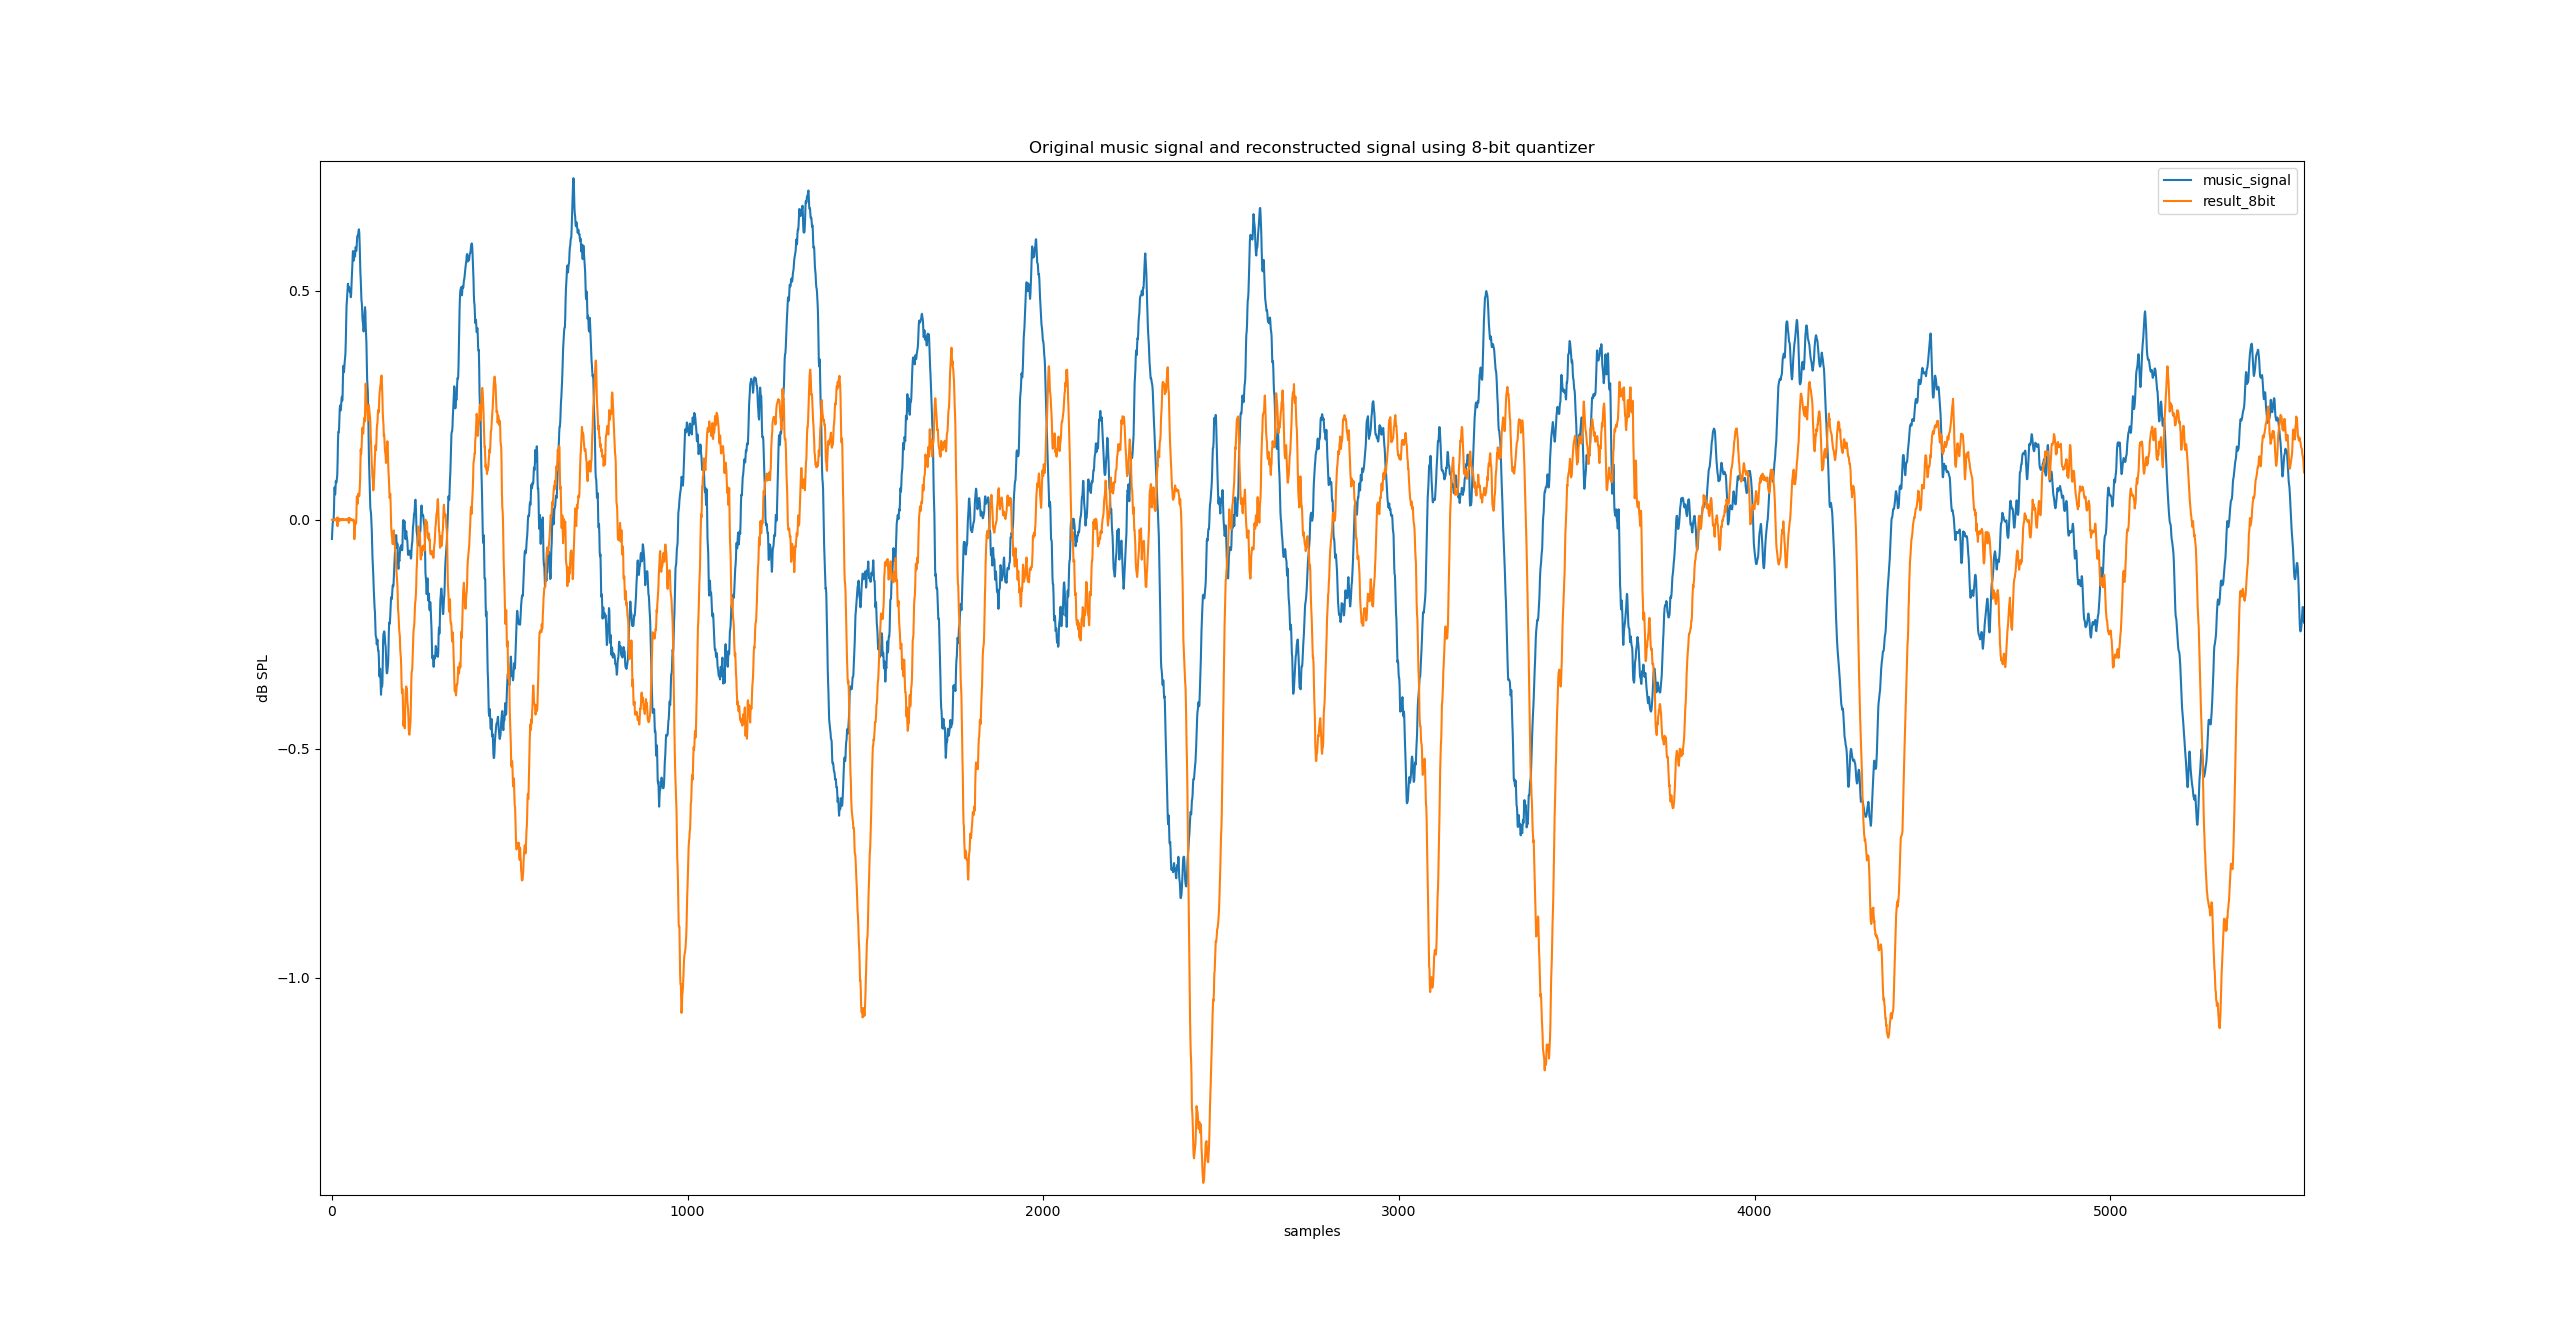 Original music signal and reconstructed signal using 8-bit quantizer
music_signal
result_8bit
0.5
0.0
−0.5
−1.0
dB SPL
0 1000 2000 3000 4000 5000
samples